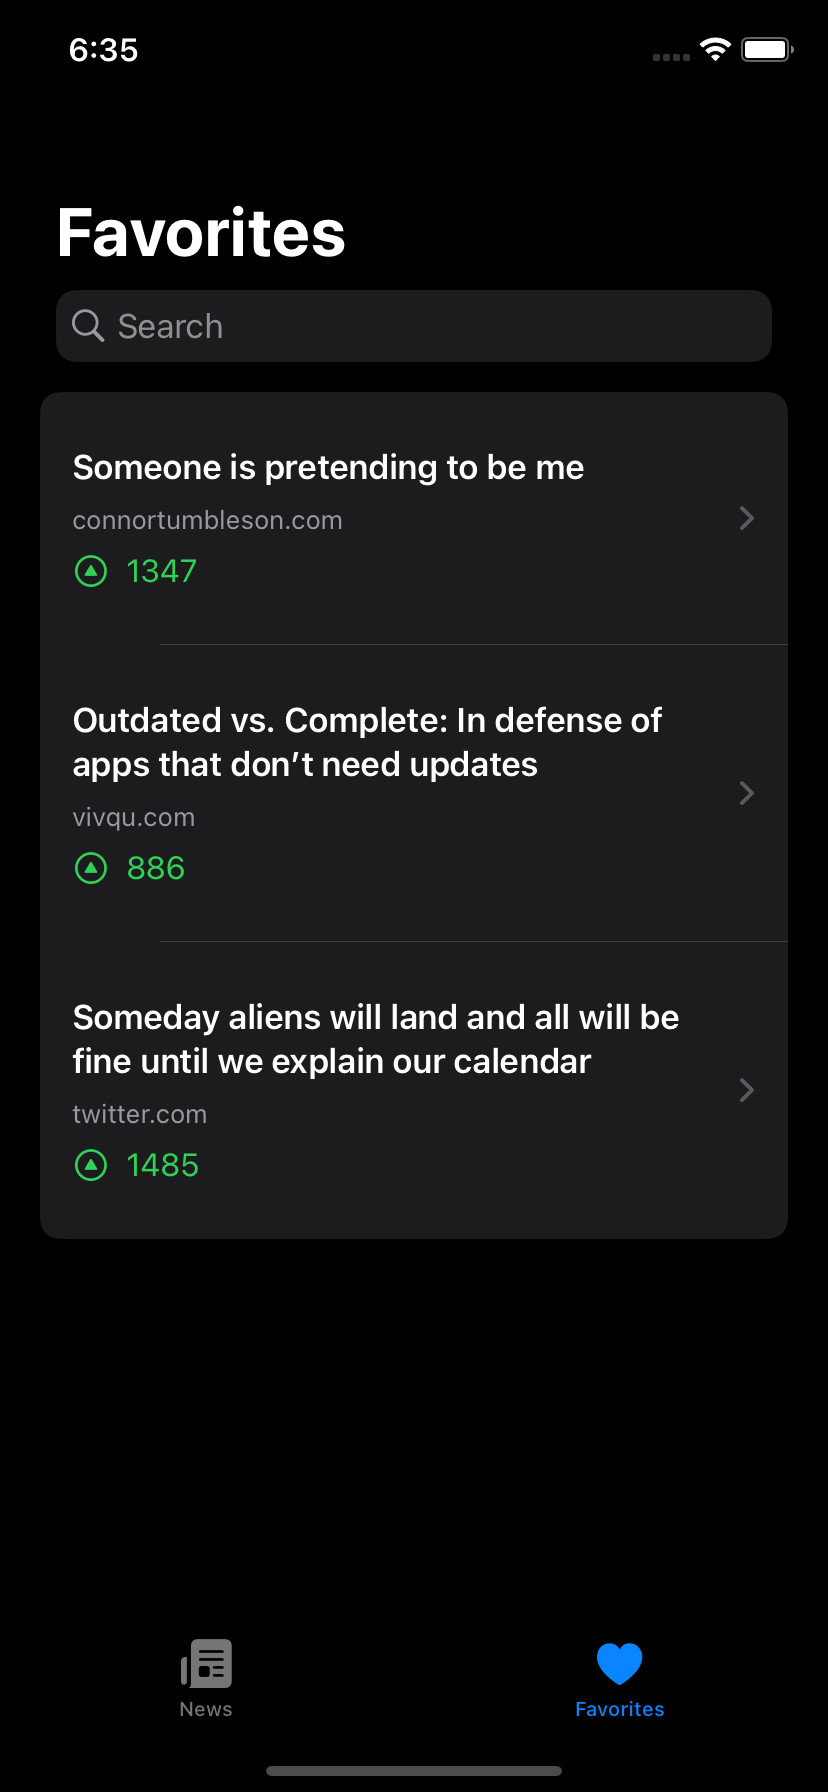 6:35
Favorites
Search
Someone is pretending to be me
connortumbleson.com
1347
Outdated vs. Complete: In defense of
apps that don’t need updates
vivqu.com
886
Someday aliens will land and all will be
fine until we explain our calendar
twitter.com
1485
News
Favorites